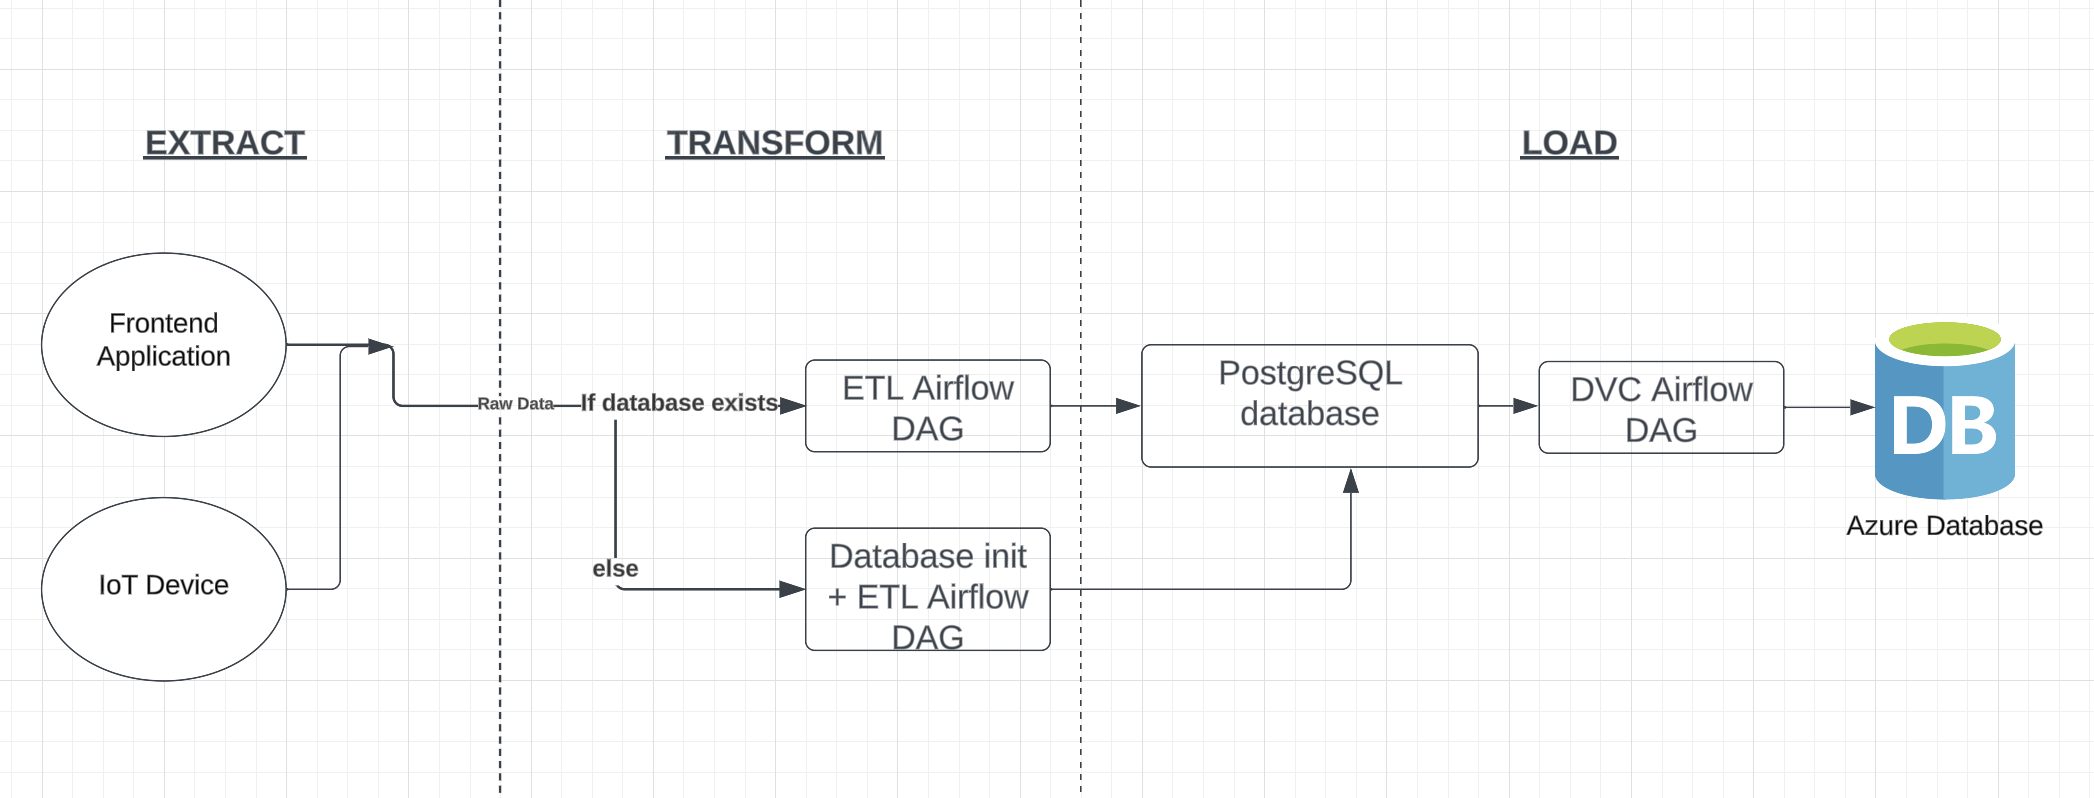 EXTRACT
TRANSFORM
LOAD
Frontend
Application
IoT Device
Raw Data
If database exists
else
ETL Airflow
DAG
Database init
+ ETL Airflow
DAG
PostgreSQL
database
DVC Airflow
DAG
DB
Azure Database